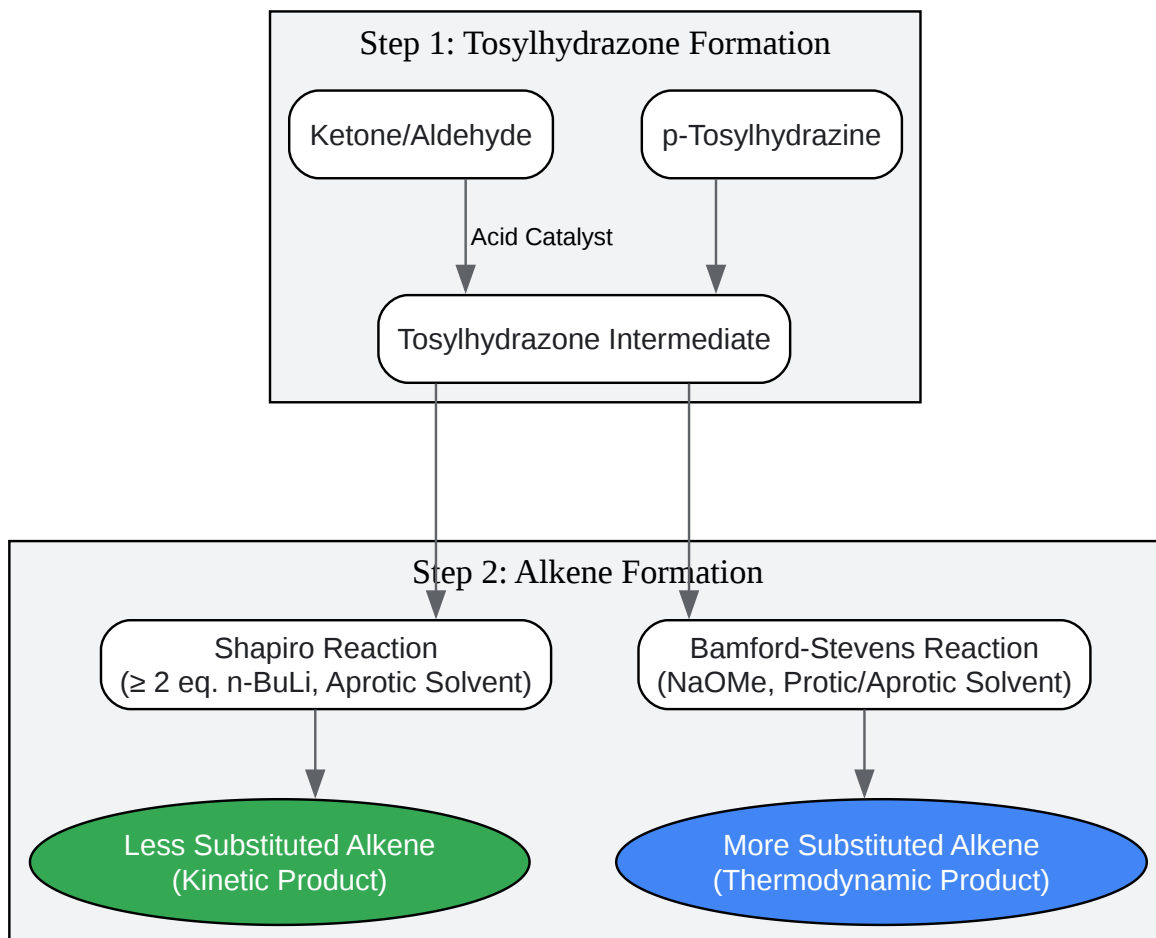 Step 1: Tosylhydrazone Formation
Ketone/Aldehyde
p-Tosylhydrazine
Acid Catalyst
Tosylhydrazone Intermediate
Step 2: Alkene Formation
Shapiro Reaction
(≥ 2 eq. n-BuLi, Aprotic Solvent)
Bamford-Stevens Reaction
(NaOMe, Protic/Aprotic Solvent)
Less Substituted Alkene
(Kinetic Product)
More Substituted Alkene
(Thermodynamic Product)